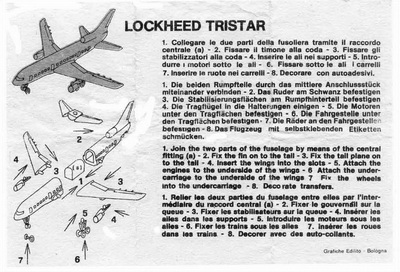 LOCKHEED TRISTAR
1. Collegare le due parti della fusoliera tramite il raccordo
centrale (a) - 2. Fissare il timone alla coda - 3. Fissare gli
stabilizzatori alla coda - 4. Inserire le ali nei supporti - 5. Intro-
durre i motori sotto le ali - 6. Fissare sotto le ali i carrelli
7. Inserire le ruote nei carrelli - 8. Decorare con autoadesivi.
1. Die beiden Rumpfteile durch das mittlere Anschlussstück
miteinander verbinden - 2. Das Ruder am Schwanz befestigen
3. Die Stabilisierungsflächen am Rumpfhinterteil befestigen
4. Die Tragflügel in die Halterungen einigen - 5. Die Motoren
unter den Tragflächen befestigen - 6. Die Fahrgestelle unter
den Tragflächen befestigen - 7. Die Räder an den Fahrgestellen
befestigen - 8. Das Flugzeug mit selbstklebenden Etiketten
schmücken.
1. Join the two parts of the fuselage by means of the central
fitting (a) - 2. Fix the fin on to the tail - 3. Fix the tail plane on
to the tail - 4. Insert the wings into the slots - 5. Attach the
engines to the underside of the wings - 6 Attach the under-
carriage to the underside of the wings 7 Fix the wheels
into the undercarriage - 8. Decorate transfers.
1. Relier les deux parties du fuselage entre elles par l'inter-
médiaire du raccord central (a) - 2. Fixer le gouvernail sur la
queue - 3. Fixer les stabilisateurs sur la queue - 4. Insérer les
ailes dans les supports - 5. Introduire les moteurs sous les
ailes - 6. Fixer les trains sous les ailes 7. Insérer les roues
dans les trains - 8. Decorer avec des auto-collants.
Grafiche Edilito - Bologna
8
2
3
a
1
4
4
5
6
7